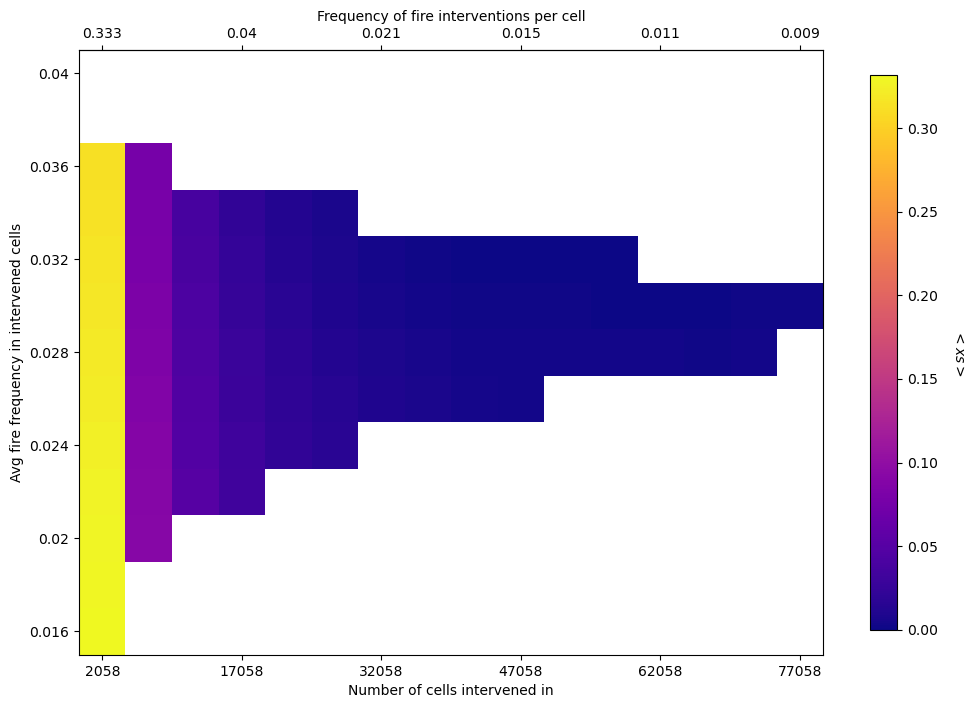 Frequency of fire interventions per cell
0.333 0.04 0.021 0.015 0.011 0.009
0.04
0.036
0.032
0.028
0.024
0.02
0.016
Avg fire frequency in intervened cells
2058 17058 32058 47058 62058 77058
Number of cells intervened in
0.30
0.25
0.20
0.15
0.10
0.05
0.00
< xs >